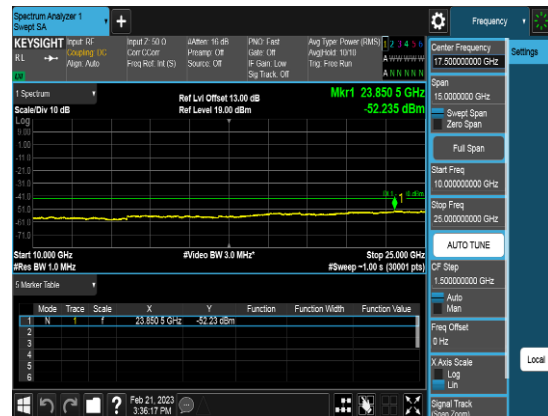 Spectrum Analyzer 1
Swept SA
+
Frequency
KEYSIGHT
RL
Input: RF
Coupling: DC
Align: Auto
Input Z: 50 Ω
Corr CCorr
Freq Ref: Int (S)
#Atten: 16 dB
Preamp: Off
Source: Off
PNO: Fast
Gate: Off
IF Gain: Low
Sig Track: Off
Avg Type: Power (RMS)
Avg|Hold: 10/10
Trig: Free Run
1 2 3 4 5 6
A W W W W W
A N N N N N
1 Spectrum
Scale/Div 10 dB
Log
Ref Lvl Offset 13.00 dB
Ref Level 19.00 dBm
Mkr1 23.850 5 GHz
-52.235 dBm
9.00
-1.00
-11.0
-21.0
-31.0
-41.0
-51.0
-61.0
-71.0
1
Start 10.000 GHz
#Res BW 1.0 MHz
#Video BW 3.0 MHz*
Stop 25.000 GHz
#Sweep ~1.00 s (30001 pts)
5 Marker Table
Mode Trace Scale X Y Function Function Width Function Value
1 N 1 f 23.850 5 GHz -52.23 dBm
2
3
4
5
6
Feb 21, 2023
3:36:17 PM
Center Frequency
17.500000000 GHz
Span
15.0000000 GHz
Swept Span
Zero Span
Full Span
Start Freq
10.000000000 GHz
Stop Freq
25.000000000 GHz
AUTO TUNE
CF Step
1.500000000 GHz
Auto
Man
Freq Offset
0 Hz
X Axis Scale
Log
Lin
Signal Track
(Span Zoom)
Settings
Local